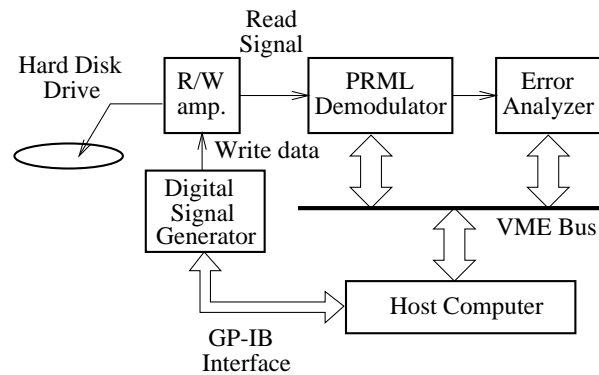 Read
Signal
Hard Disk
Drive
R/W
amp.
PRML
Demodulator
Error
Analyzer
Write data
Digital
Signal
Generator
VME Bus
Host Computer
GP-IB
Interface